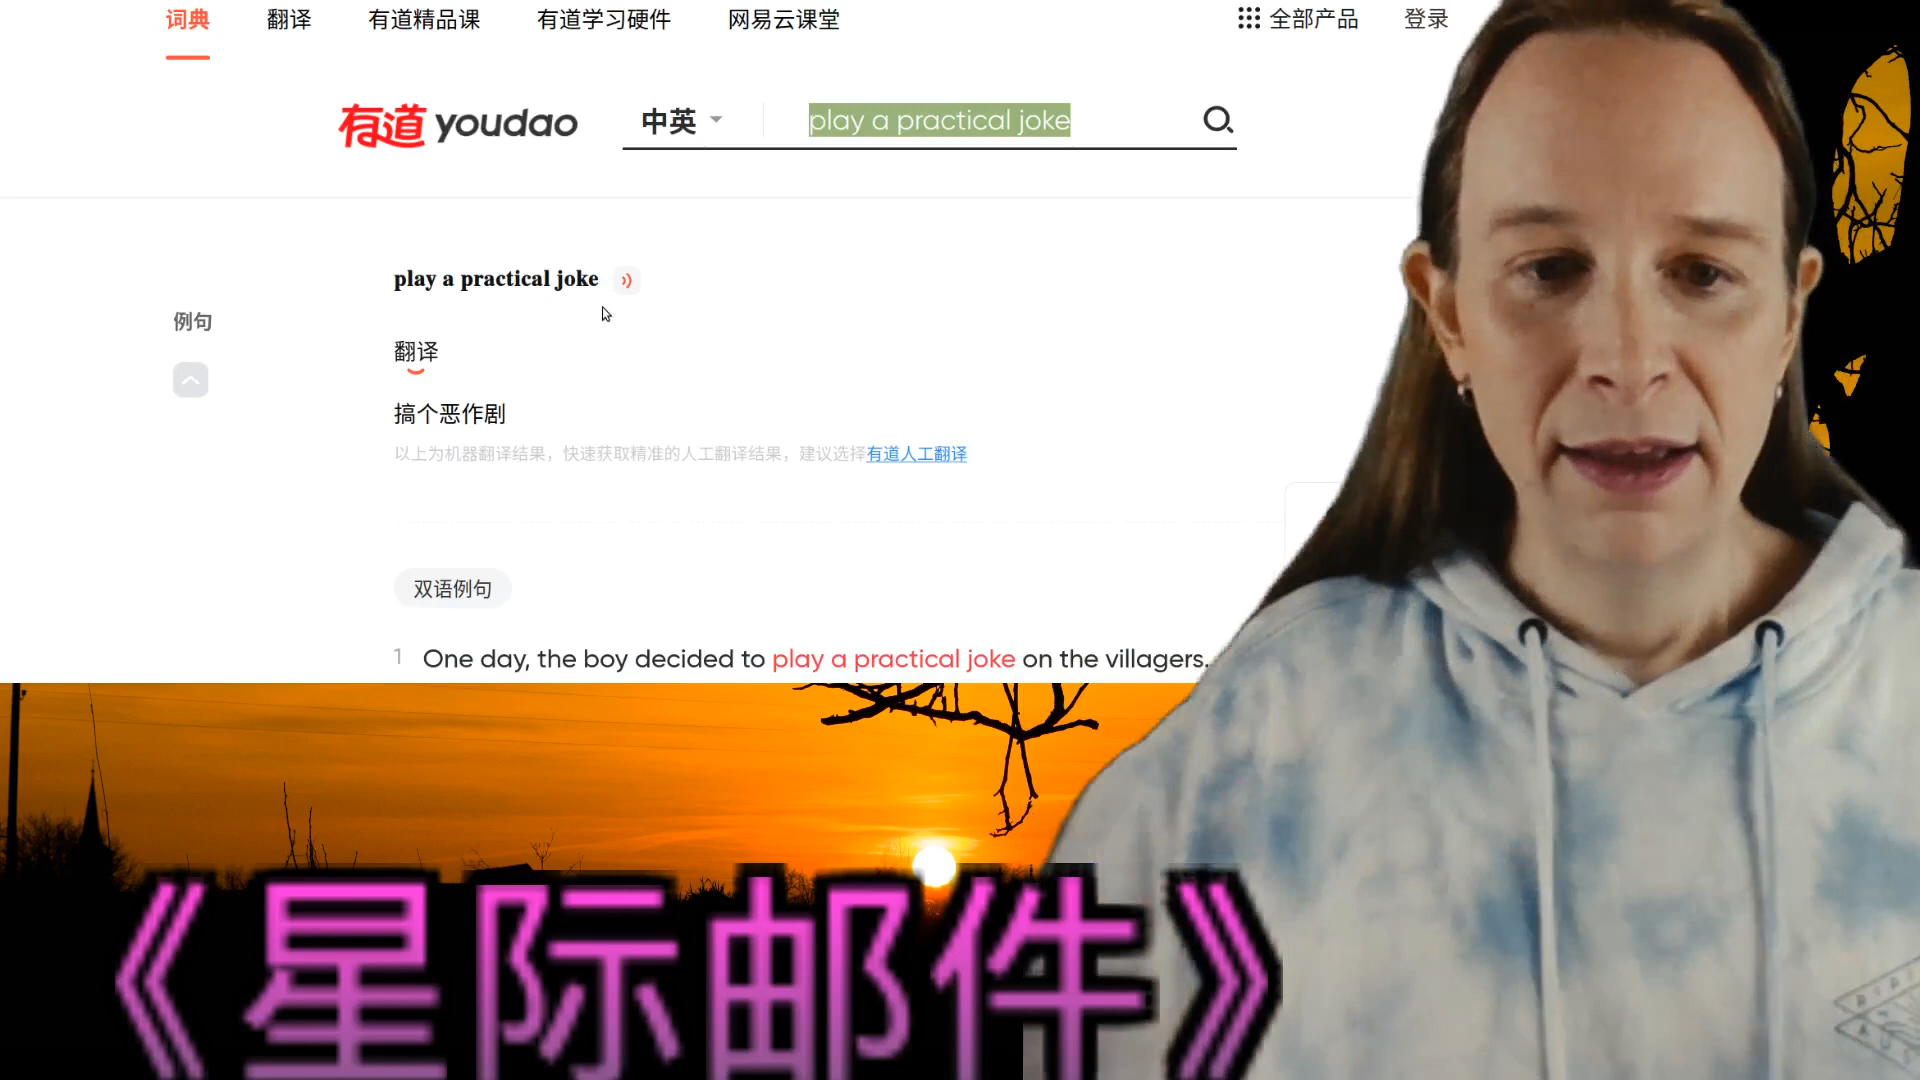 词典 翻译 有道精品课 有道学习硬件 网易云课堂 全部产品 登录
有道 youdao 中英 play a practical joke
play a practical joke
例句
翻译
搞个恶作剧
以上为机器翻译结果，快速获取精准的人工翻译结果，建议选择有道人工翻译
双语例句
1 One day, the boy decided to play a practical joke on the villagers.
《星际邮件》